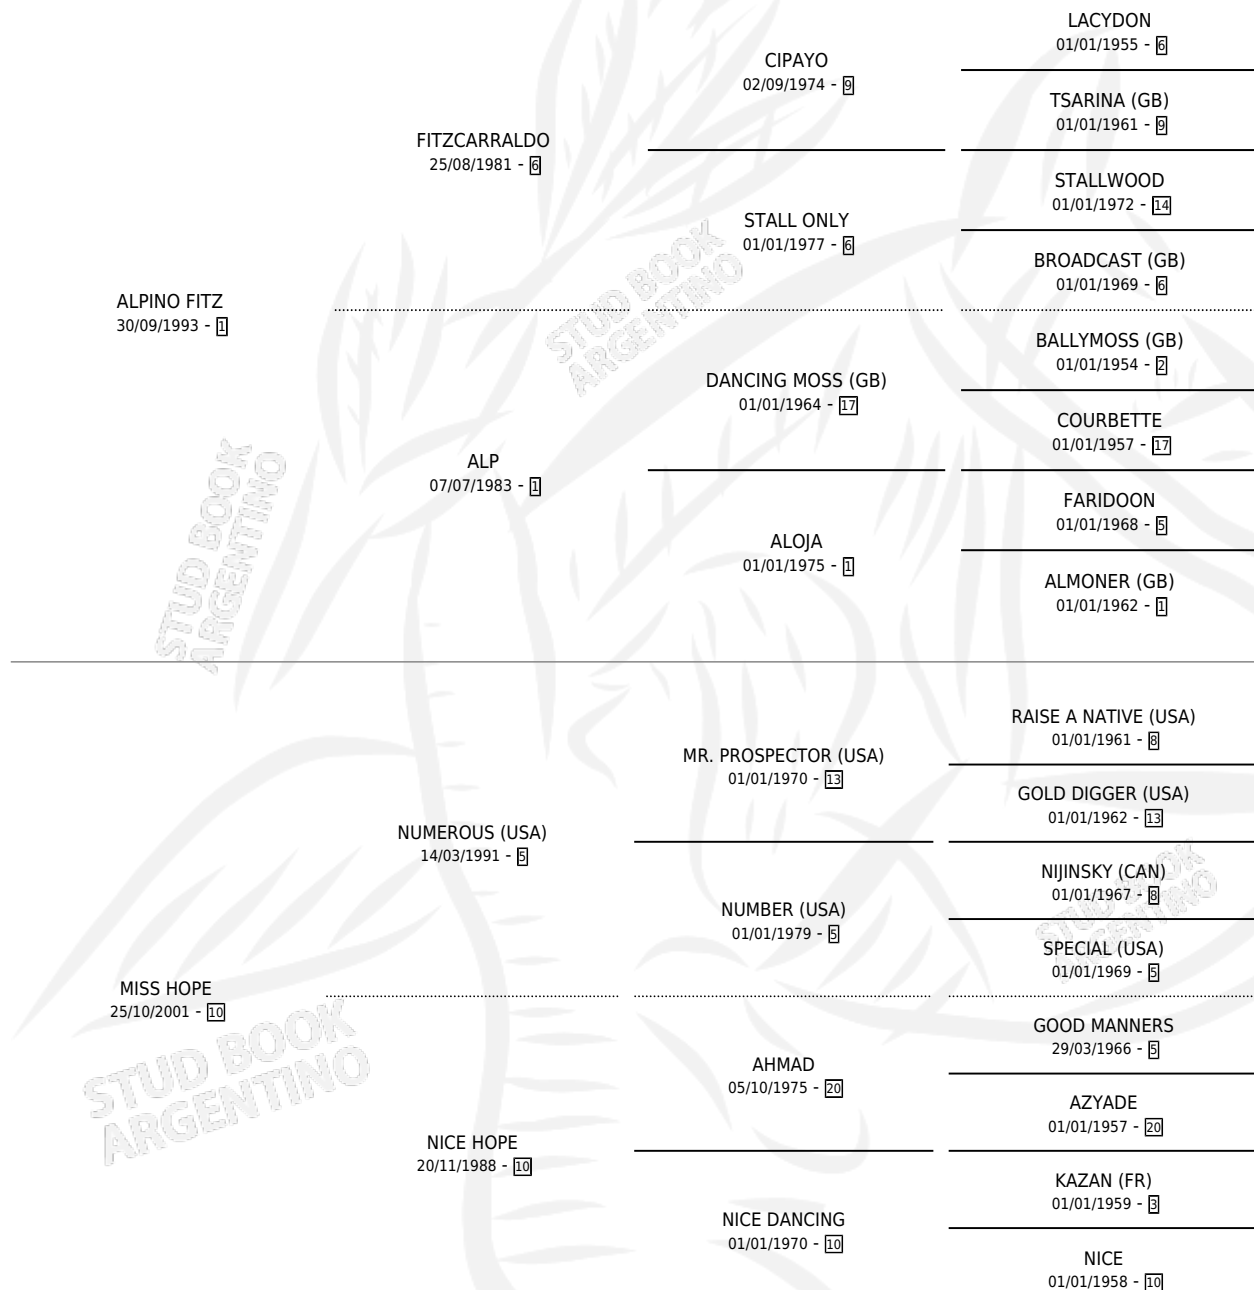 LACYDON
01/01/1955 - 6
CIPAYO
02/09/1974 - 9
TSARINA (GB)
01/01/1961 - 9
FITZCARRALDO
25/08/1981 - 6
STALLWOOD
01/01/1972 - 14
STALL ONLY
01/01/1977 - 6
BROADCAST (GB)
01/01/1969 - 6
ALPINO FITZ
30/09/1993 - 1
STUD BOOK
ARGENTINO
BALLYMOSS (GB)
01/01/1954 - 2
DANCING MOSS (GB)
01/01/1964 - 17
COURBETTE
01/01/1957 - 17
ALP
07/07/1983 - 1
FARIDOON
01/01/1968 - 5
ALOJA
01/01/1975 - 1
ALMONER (GB)
01/01/1962 - 1
STUD BOOK
ARGENTINO
RAISE A NATIVE (USA)
01/01/1961 - 8
MR. PROSPECTOR (USA)
01/01/1970 - 13
GOLD DIGGER (USA)
01/01/1962 - 13
NUMEROUS (USA)
14/03/1991 - 5
NIJINSKY (CAN)
01/01/1967 - 8
NUMBER (USA)
01/01/1979 - 5
STUD BOOK
ARGENTINO
SPECIAL (USA)
01/01/1969 - 5
MISS HOPE
25/10/2001 - 10
STUD BOOK
ARGENTINO
GOOD MANNERS
29/03/1966 - 5
AHMAD
05/10/1975 - 20
AZYADE
01/01/1957 - 20
NICE HOPE
20/11/1988 - 10
KAZAN (FR)
01/01/1959 - 3
NICE DANCING
01/01/1970 - 10
NICE
01/01/1958 - 10